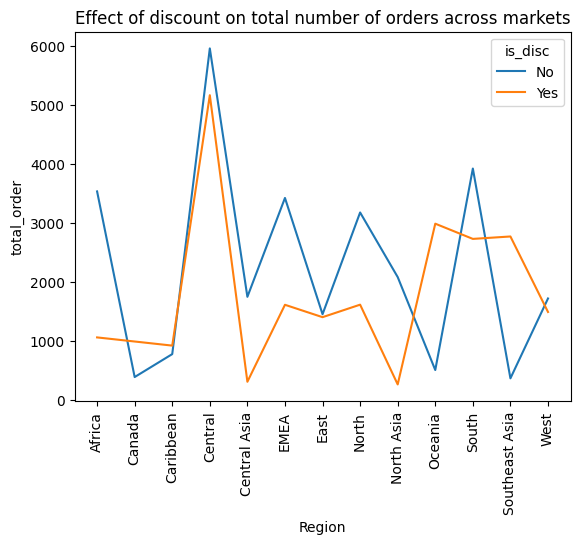 Effect of discount on total number of orders across markets
is_disc
No
Yes
total_order
6000
5000
4000
3000
2000
1000
0
Africa
Canada
Caribbean
Central
Central Asia
EMEA
East
North
North Asia
Oceania
South
Southeast Asia
West
Region